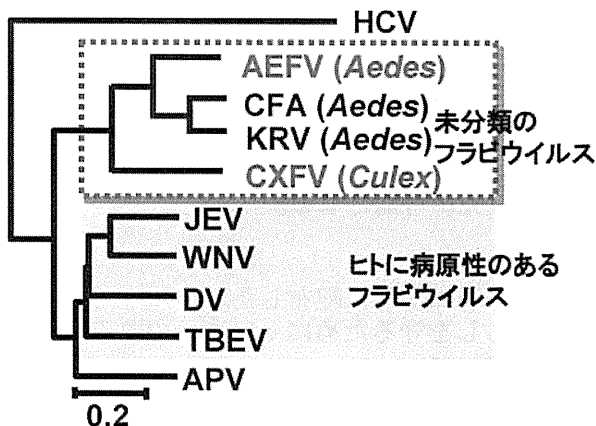 HCV
AEFV (Aedes)
CFA (Aedes)
KRV (Aedes)
CXFV (Culex)
未分類の
フラビウイルス
JEV
WNV
DV
TBEV
APV
ヒトに病原性のある
フラビウイルス
0.2